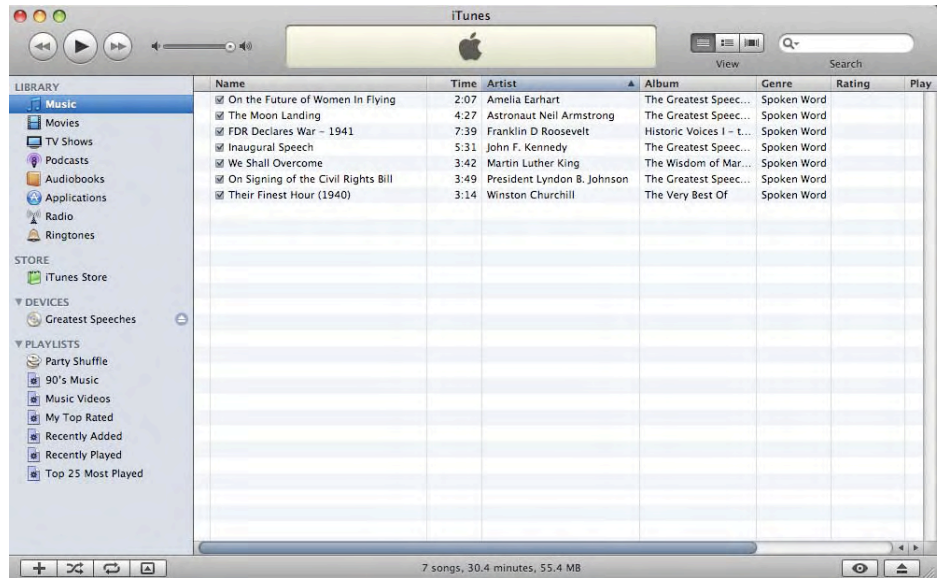 iTunes
View
Search
LIBRARY
Music
Movies
TV Shows
Podcasts
Audiobooks
Applications
Radio
Ringtones
STORE
iTunes Store
DEVICES
Greatest Speeches
PLAYLISTS
Party Shuffle
90's Music
Music Videos
My Top Rated
Recently Added
Recently Played
Top 25 Most Played
Name Time Artist Album Genre Rating Play
On the Future of Women In Flying 2:07 Amelia Earhart The Greatest Speec... Spoken Word
The Moon Landing 4:27 Astronaut Neil Armstrong The Greatest Speec... Spoken Word
FDR Declares War – 1941 7:39 Franklin D Roosevelt Historic Voices I – t... Spoken Word
Inaugural Speech 5:31 John F. Kennedy The Greatest Speec... Spoken Word
We Shall Overcome 3:42 Martin Luther King The Wisdom of Mar... Spoken Word
On Signing of the Civil Rights Bill 3:49 President Lyndon B. Johnson The Greatest Speec... Spoken Word
Their Finest Hour (1940) 3:14 Winston Churchill The Very Best Of Spoken Word
7 songs, 30.4 minutes, 55.4 MB